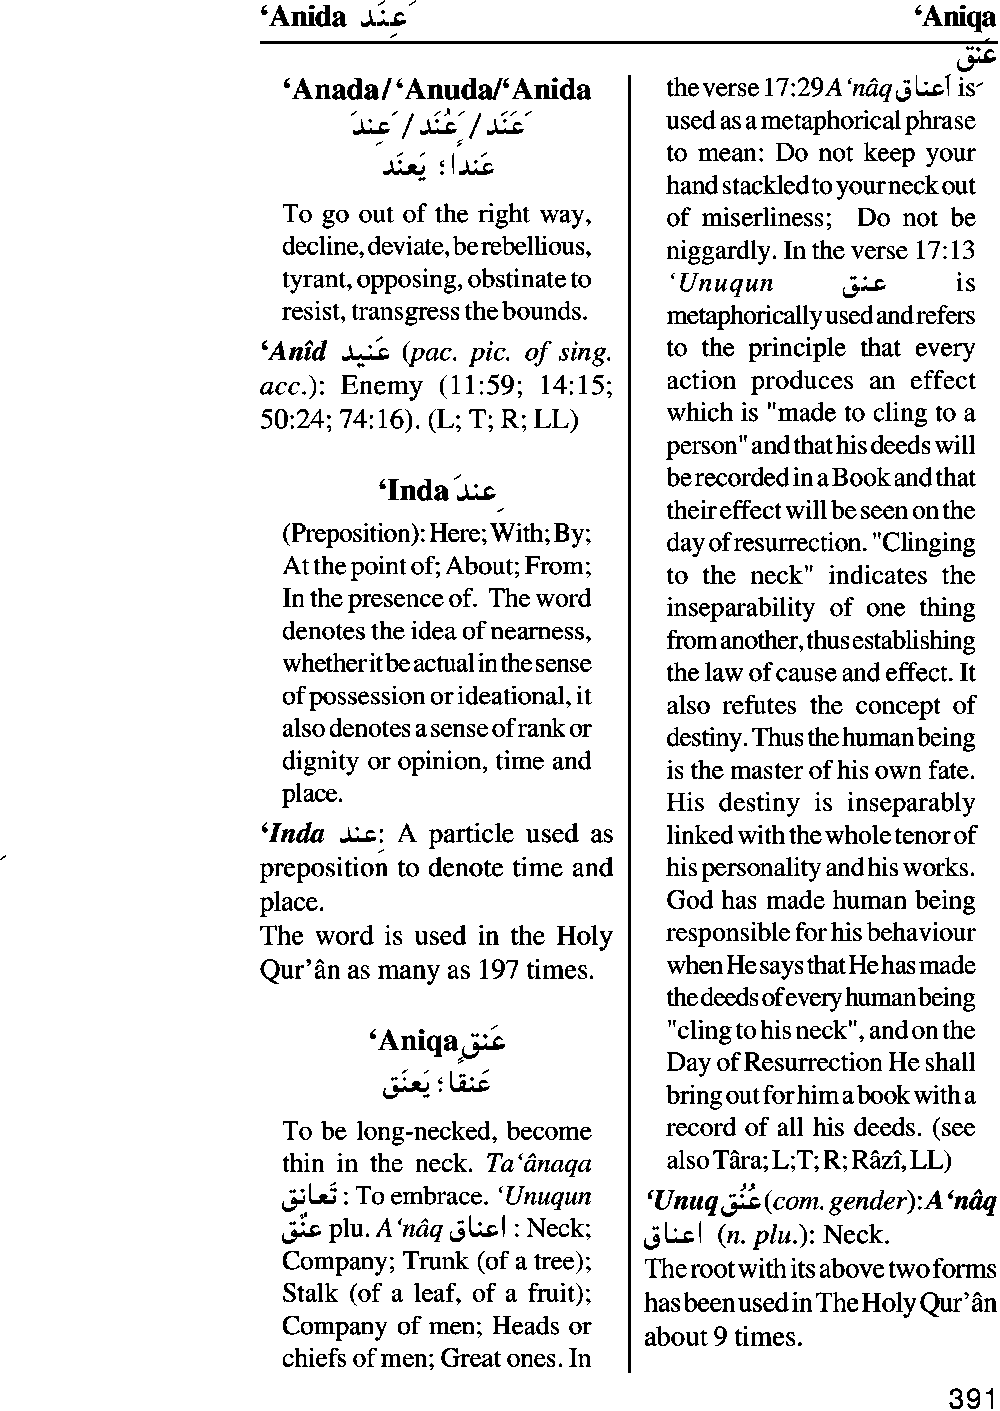 ‘Anida عَنِدَ
‘Aniqa
عَنِق
‘Anada/‘Anuda/‘Anida
عَنَدَ / عَنُدَ / عَنِدَ
عَنداً ؛ يَعنَد
To go out of the right way,
decline, deviate, be rebellious,
tyrant, opposing, obstinate to
resist, transgress the bounds.
‘Anîd عَنيد (pac. pic. of sing.
acc.): Enemy (11:59; 14:15;
50:24; 74:16). (L; T; R; LL)
‘Inda عِندَ
(Preposition): Here; With; By;
At the point of; About; From;
In the presence of. The word
denotes the idea of nearness,
whether it be actual in the sense
of possession or ideational, it
also denotes a sense of rank or
dignity or opinion, time and
place.
‘Inda عِند: A particle used as
preposition to denote time and
place.
The word is used in the Holy
Qur’ân as many as 197 times.
‘Aniqa عَنِق
عَنقًا ؛ يَعنَق
To be long-necked, become
thin in the neck. Ta‘ânaqa
تَعانق : To embrace. ‘Unuqun
عنُق plu. A‘nâq اعناق : Neck;
Company; Trunk (of a tree);
Stalk (of a leaf, of a fruit);
Company of men; Heads or
chiefs of men; Great ones. In
the verse 17:29 A‘nâq أعناق is
used as a metaphorical phrase
to mean: Do not keep your
hand stackled to your neck out
of miserliness; Do not be
niggardly. In the verse 17:13
‘Unuqun عنق is
metaphorically used and refers
to the principle that every
action produces an effect
which is "made to cling to a
person" and that his deeds will
be recorded in a Book and that
their effect will be seen on the
day of resurrection. "Clinging
to the neck" indicates the
inseparability of one thing
from another, thus establishing
the law of cause and effect. It
also refutes the concept of
destiny. Thus the human being
is the master of his own fate.
His destiny is inseparably
linked with the whole tenor of
his personality and his works.
God has made human being
responsible for his behaviour
when He says that He has made
the deeds of every human being
"cling to his neck", and on the
Day of Resurrection He shall
bring out for him a book with a
record of all his deeds. (see
also Târa; L;T; R; Râzî, LL)
‘Unuq عُنُق (com. gender): A‘nâq
اعناق (n. plu.): Neck.
The root with its above two forms
has been used in The Holy Qur’ân
about 9 times.
391